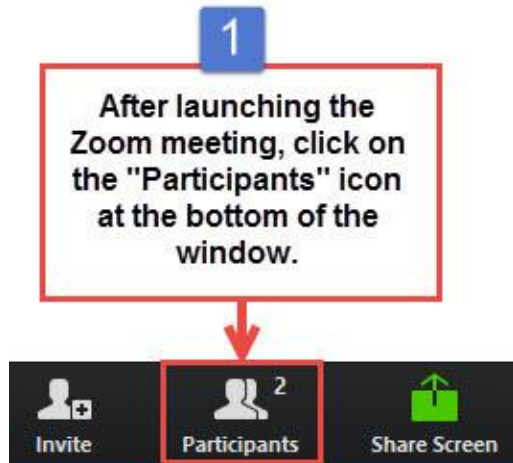 1
After launching the
Zoom meeting, click on
the "Participants" icon
at the bottom of the
window.
2
Invite
Participants
Share Screen